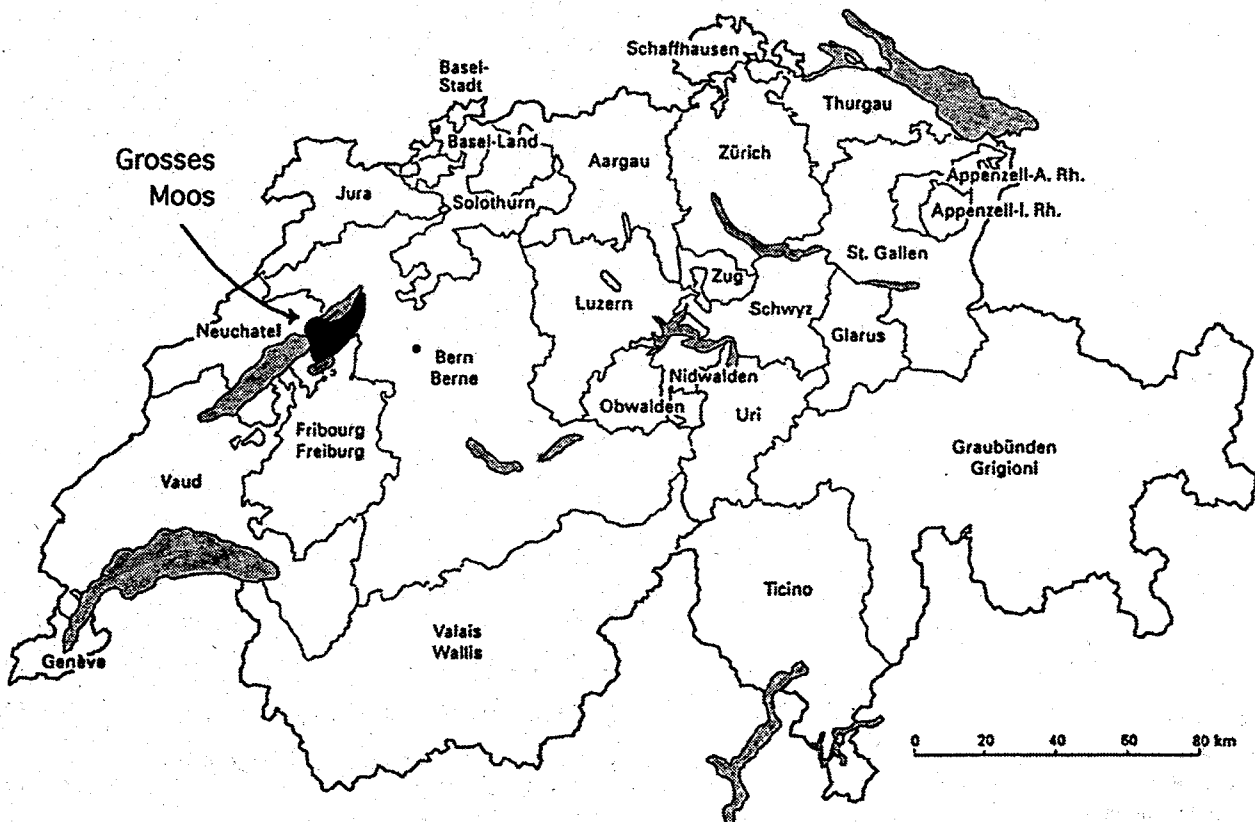 Schaffhausen
Basel-
Stadt
Thurgau
Basel-Land
Aargau
Zürich
Grosses
Moos
Jura
Solothurn
Appenzell-A. Rh.
Appenzell-I. Rh.
St. Gallen
Zug
Luzern
Schwyz
Neuchatel
Glarus
Bern
Berne
Nidwalden
Obwalden
Uri
Fribourg
Freiburg
Graubünden
Grigioni
Vaud
Ticino
Valais
Wallis
Genève
0 20 40 60 80 km